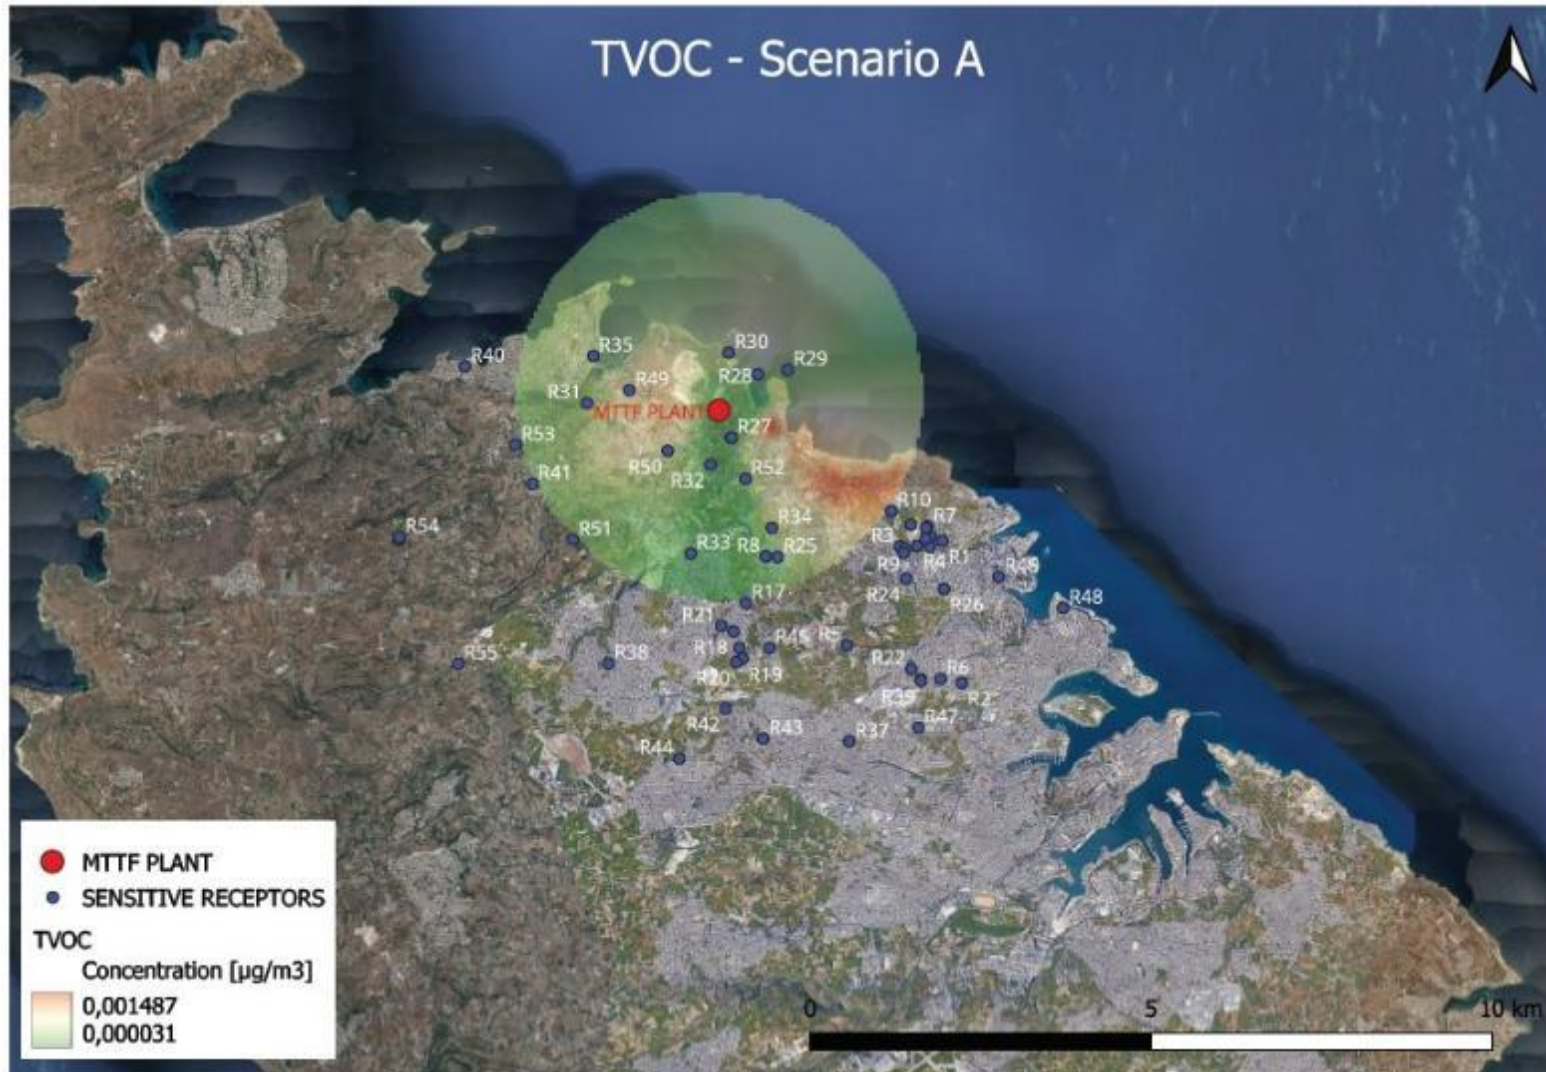 TVOC - Scenario A
R30
R35
R29
R40
R28
R49
R31
MTTF PLANT
R27
R53
R50
R52
R32
R41
R10
R7
R34
R54
R51
R3
R33
R8
R25
R1
R9
R4
R24
R26
R17
R48
R21
R18
R38
R55
R22
R6
R19
R20
R2
R42
R47
R43
R37
R44
MTTF PLANT
SENSITIVE RECEPTORS
TVOC
Concentration [µg/m3]
0,001487
0,000031
0
5
10 km